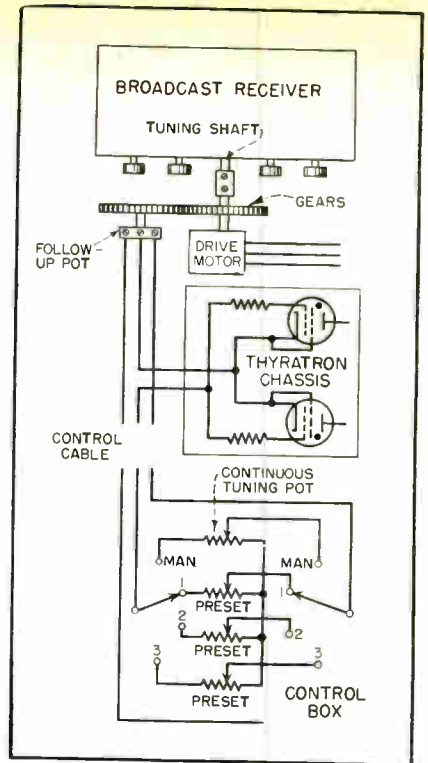 BROADCAST RECEIVER
TUNING SHAFT
GEARS
FOLLOW-
UP POT
DRIVE
MOTOR
THYRATRON
CHASSIS
CONTROL
CABLE
CONTINUOUS
TUNING POT
MAN.
MAN.
1
1
PRESET
2
2
PRESET
3
3
PRESET
CONTROL
BOX